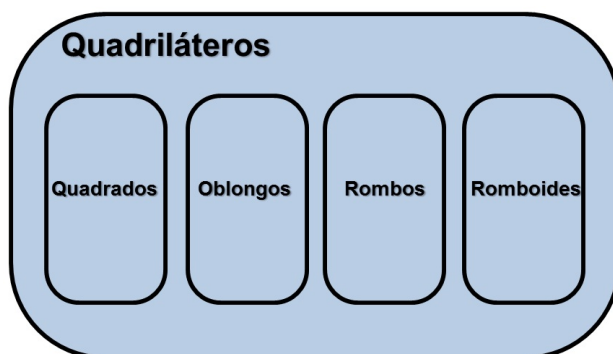 Quadriláteros
Quadrados
Oblongos
Rombos
Romboides